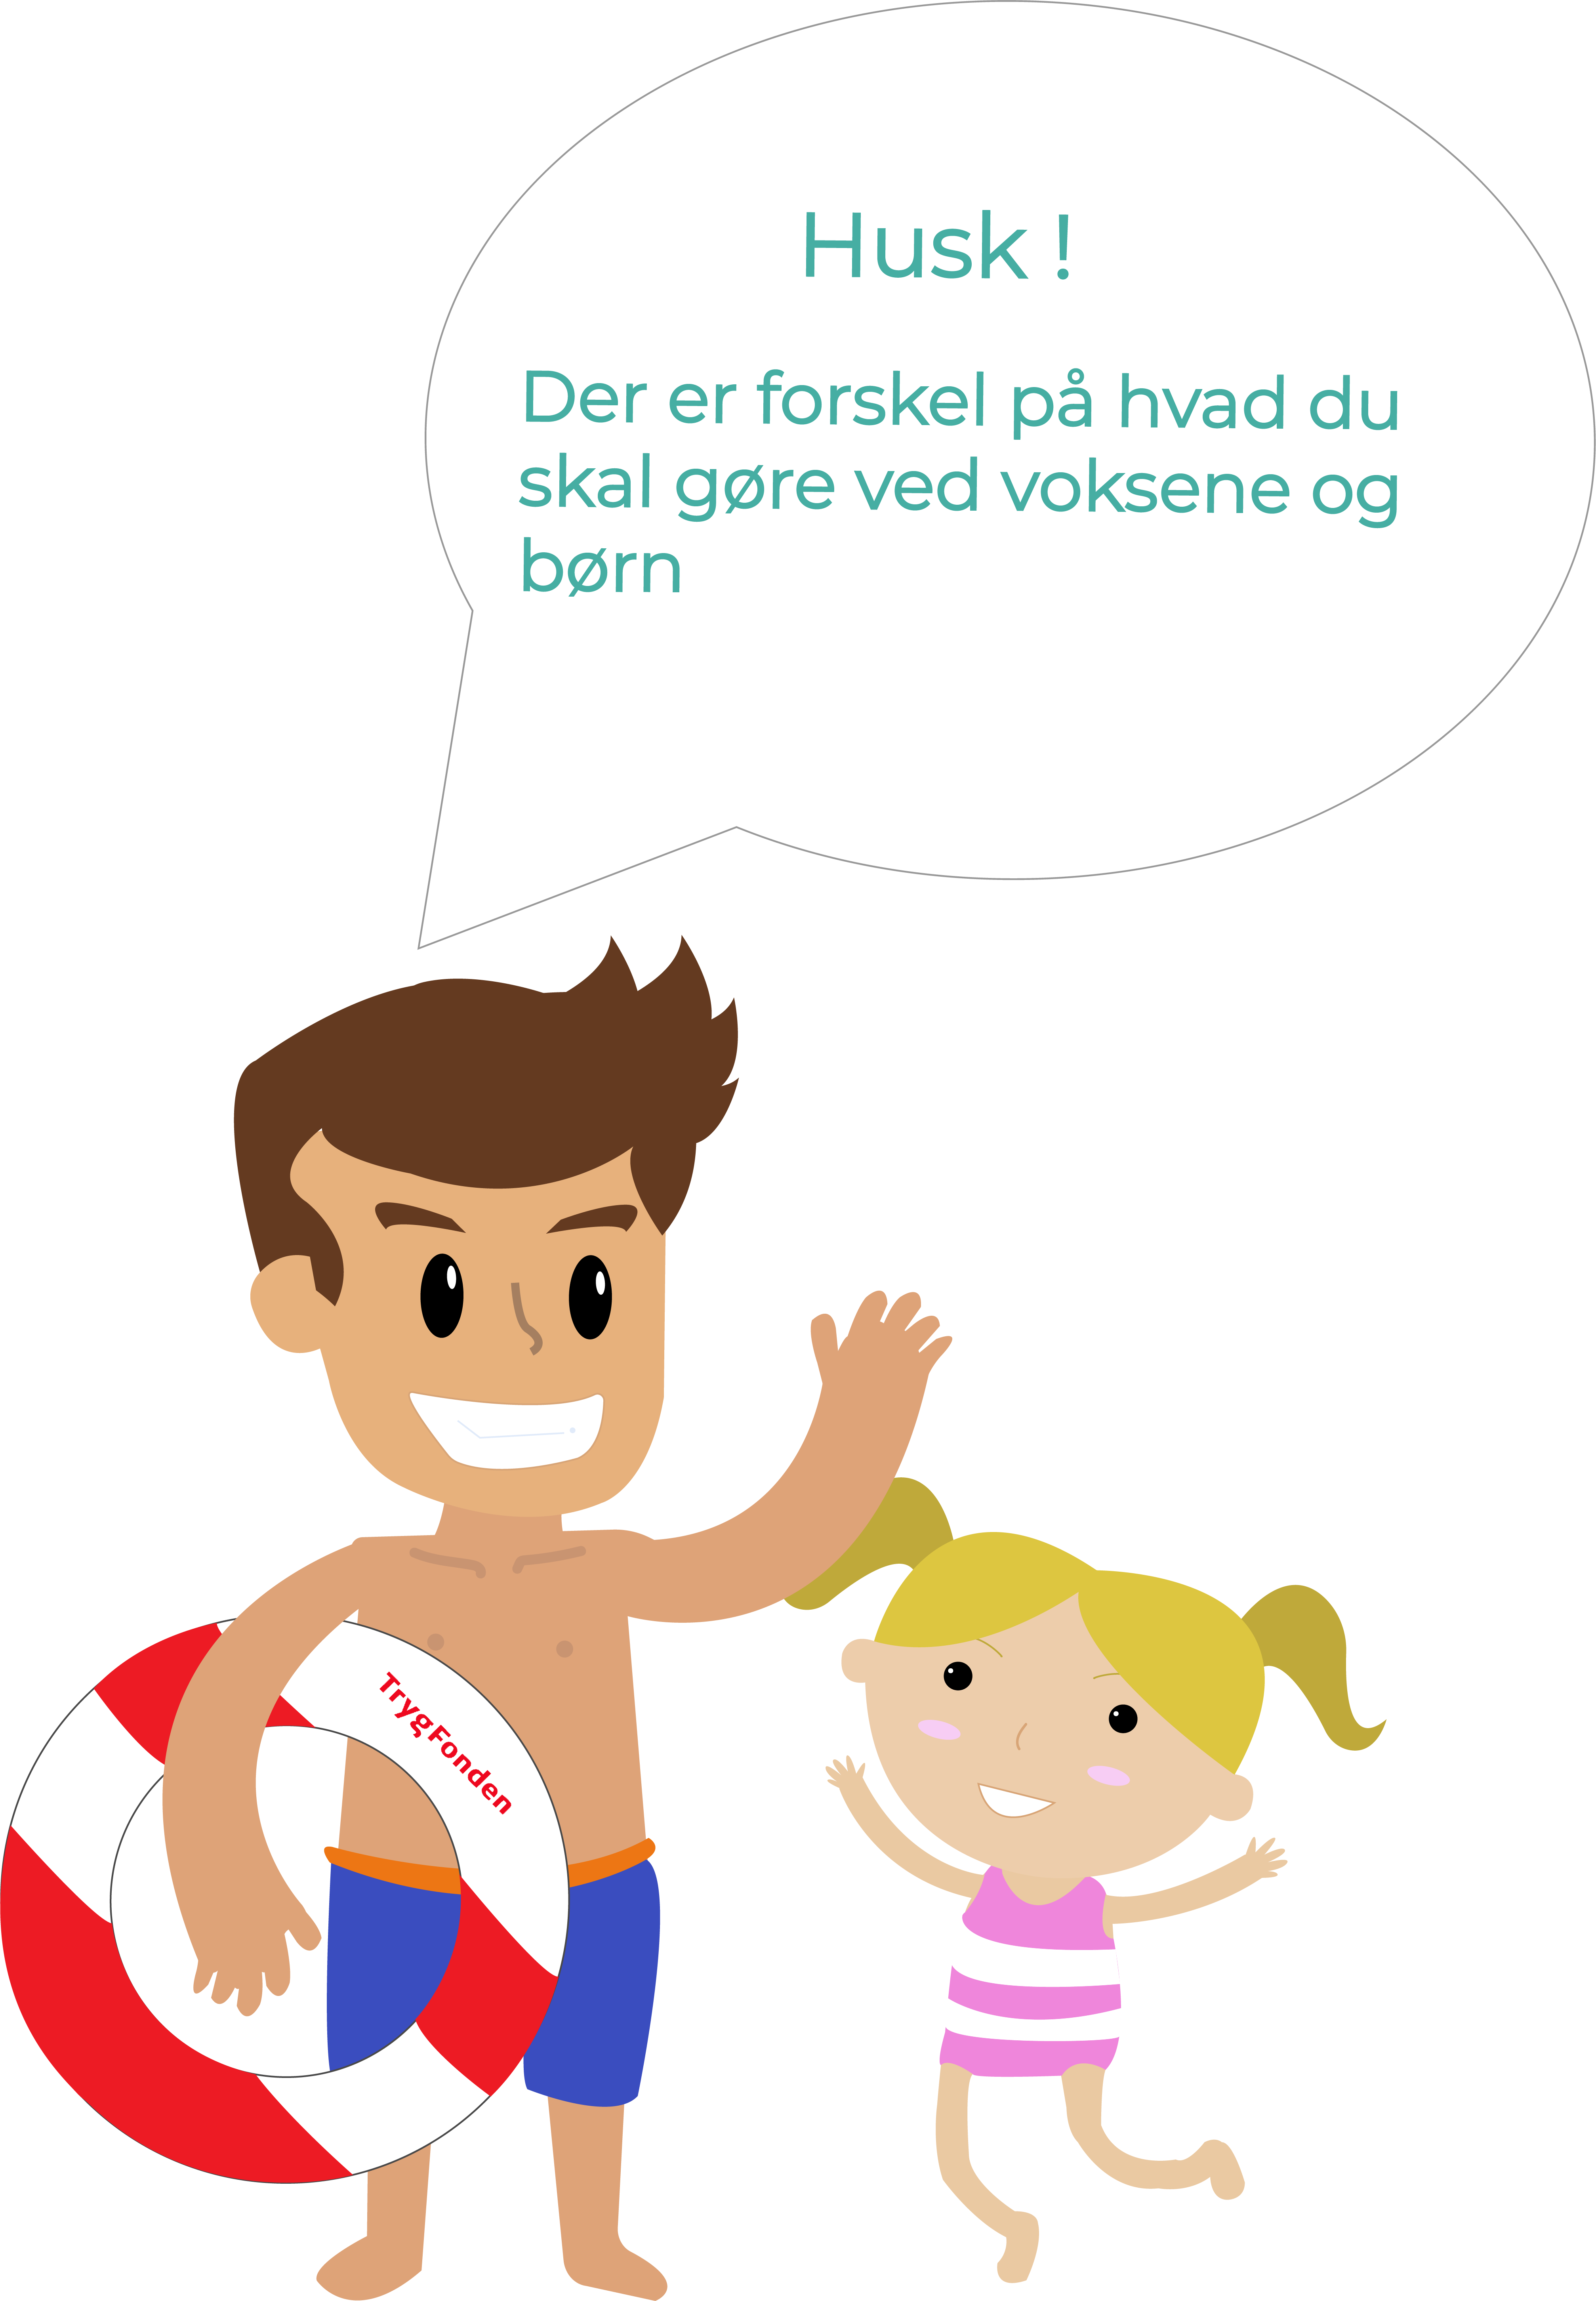 Husk !
Der er forskel på hvad du
skal gøre ved voksene og
børn
TrygFonden